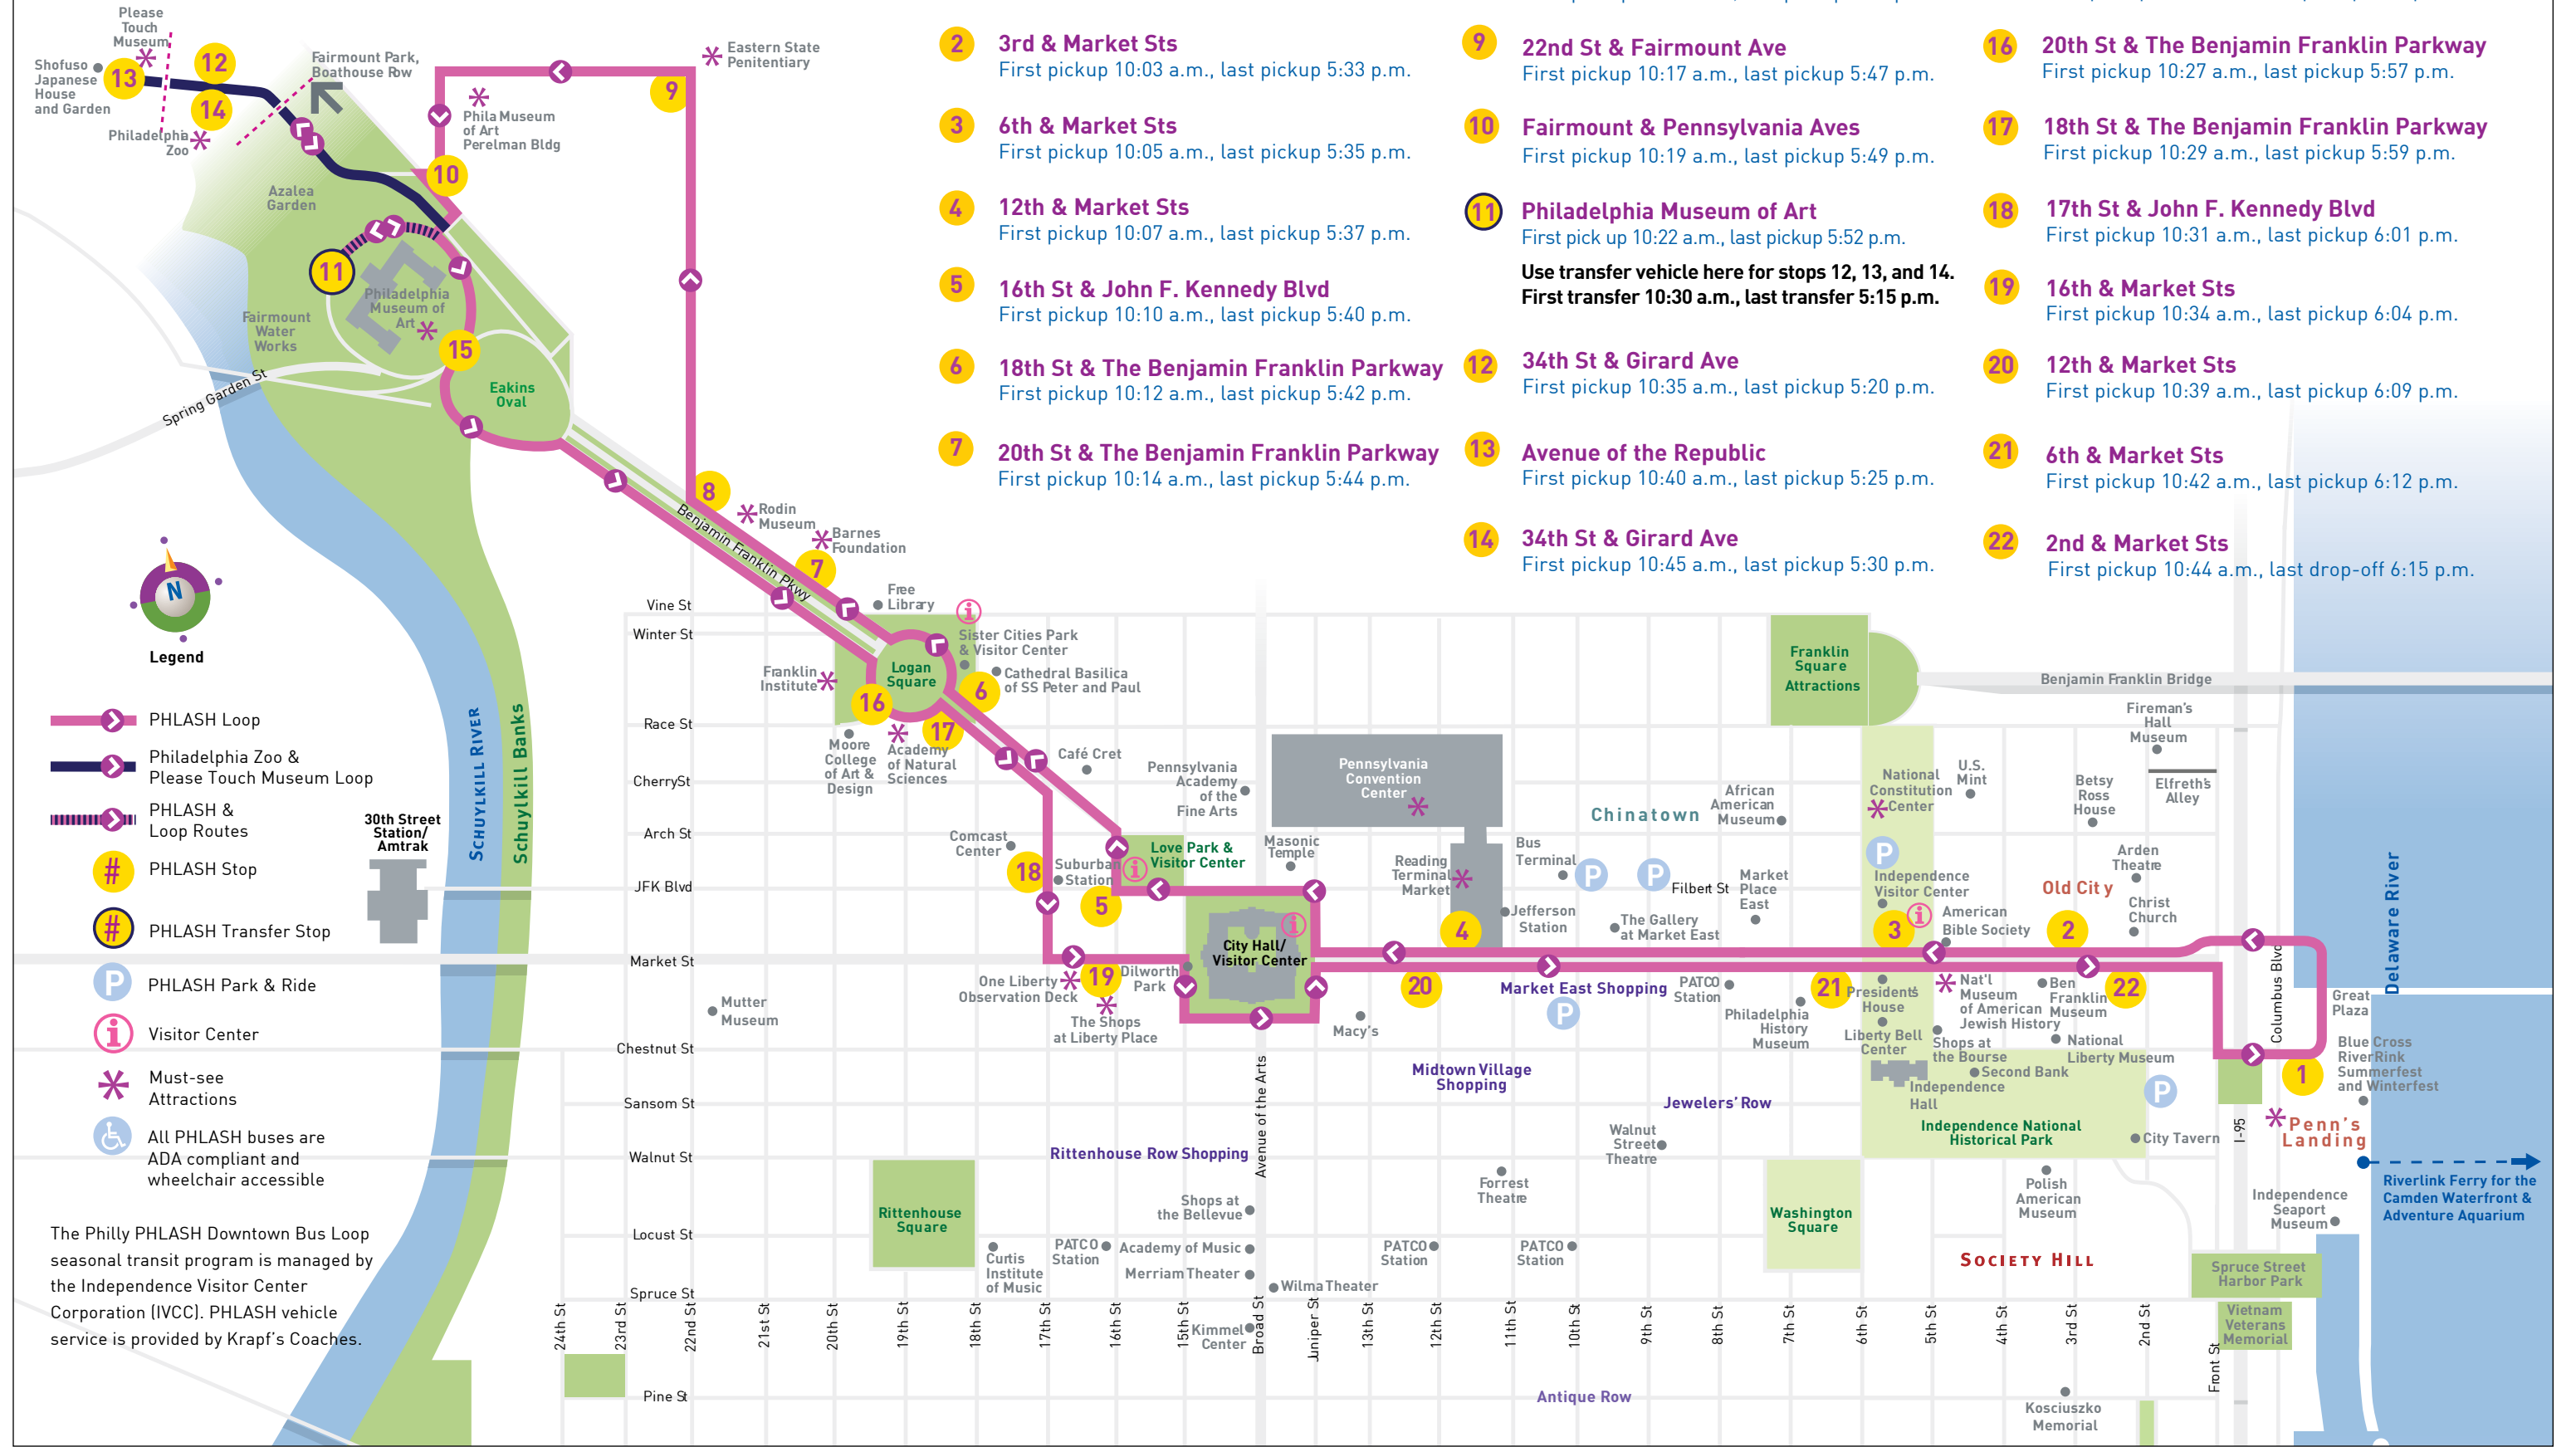 2
3rd & Market Sts
First pickup 10:03 a.m., last pickup 5:33 p.m.
3
6th & Market Sts
First pickup 10:05 a.m., last pickup 5:35 p.m.
4
12th & Market Sts
First pickup 10:07 a.m., last pickup 5:37 p.m.
5
16th St & John F. Kennedy Blvd
First pickup 10:10 a.m., last pickup 5:40 p.m.
6
18th St & The Benjamin Franklin Parkway
First pickup 10:12 a.m., last pickup 5:42 p.m.
7
20th St & The Benjamin Franklin Parkway
First pickup 10:14 a.m., last pickup 5:44 p.m.
9
22nd St & Fairmount Ave
First pickup 10:17 a.m., last pickup 5:47 p.m.
10
Fairmount & Pennsylvania Aves
First pickup 10:19 a.m., last pickup 5:49 p.m.
11
Philadelphia Museum of Art
First pick up 10:22 a.m., last pickup 5:52 p.m.
Use transfer vehicle here for stops 12, 13, and 14.
First transfer 10:30 a.m., last transfer 5:15 p.m.
12
34th St & Girard Ave
First pickup 10:35 a.m., last pickup 5:20 p.m.
13
Avenue of the Republic
First pickup 10:40 a.m., last pickup 5:25 p.m.
14
34th St & Girard Ave
First pickup 10:45 a.m., last pickup 5:30 p.m.
16
20th St & The Benjamin Franklin Parkway
First pickup 10:27 a.m., last pickup 5:57 p.m.
17
18th St & The Benjamin Franklin Parkway
First pickup 10:29 a.m., last pickup 5:59 p.m.
18
17th St & John F. Kennedy Blvd
First pickup 10:31 a.m., last pickup 6:01 p.m.
19
16th & Market Sts
First pickup 10:34 a.m., last pickup 6:04 p.m.
20
12th & Market Sts
First pickup 10:39 a.m., last pickup 6:09 p.m.
21
6th & Market Sts
First pickup 10:42 a.m., last pickup 6:12 p.m.
22
2nd & Market Sts
First pickup 10:44 a.m., last drop-off 6:15 p.m.
Please
Touch
Museum
Shofuso
Japanese
House
and Garden
13
12
14
Philadelphia
Zoo
Fairmount Park,
Boathouse Row
Eastern State
Penitentiary
9
Phila Museum
of Art
Perelman Bldg
10
Azalea
Garden
11
Philadelphia
Museum of
Art
Fairmount
Water
Works
15
Eakins
Oval
Spring Garden St
8
Rodin
Museum
Barnes
Foundation
Benjamin Franklin Pkwy
7
Free
Library
i
N
Legend
PHLASH Loop
Philadelphia Zoo &
Please Touch Museum Loop
PHLASH &
Loop Routes
#
PHLASH Stop
#
PHLASH Transfer Stop
P
PHLASH Park & Ride
i
Visitor Center
Must-see
Attractions
All PHLASH buses are
ADA compliant and
wheelchair accessible
The Philly PHLASH Downtown Bus Loop
seasonal transit program is managed by
the Independence Visitor Center
Corporation (IVCC). PHLASH vehicle
service is provided by Krapf's Coaches.
30th Street
Station/
Amtrak
SCHUYLKILL RIVER
Schuylkill Banks
Vine St
Winter St
Race St
CherrySt
Arch St
JFK Blvd
Market St
Chestnut St
Sansom St
Walnut St
Locust St
Spruce St
Pine St
Sister Cities Park
& Visitor Center
Cathedral Basilica
of SS Peter and Paul
Franklin
Institute
Logan
Square
16
6
17
Moore
College
of Art &
Design
Academy
of Natural
Sciences
Café Cret
Pennsylvania
Academy
of the
Fine Arts
Pennsylvania
Convention
Center
Comcast
Center
18
Suburban
Station
5
i
Love Park &
Visitor Center
Masonic
Temple
City Hall/
Visitor Center
i
Reading
Terminal
Market
4
Bus
Terminal
P
P
Filbert St
Jefferson
Station
The Gallery
at Market East
Market
Place
East
Chinatown
African
American
Museum
Franklin
Square
Attractions
Benjamin Franklin Bridge
Fireman's
Hall
Museum
National
Constitution
Center
U.S.
Mint
Betsy
Ross
House
Elfreth's
Alley
P
Independence
Visitor Center
i
3
American
Bible Society
Old City
2
Arden
Theatre
Christ
Church
Delaware River
One Liberty
Observation Deck
19
Dilworth
Park
The Shops
at Liberty Place
Mutter
Museum
Macy's
20
Market East Shopping
P
PATCO
Station
21
Philadelphia
History
Museum
President's
House
Liberty Bell
Center
Nat'l
Museum
of American
Jewish History
Ben
Franklin
Museum
22
Shops at
the Bourse
National
Liberty Museum
Second Bank
Independence
Hall
P
Independence National
Historical Park
City Tavern
Columbus Blvd
I-95
Great
Plaza
Blue Cross
RiverRink
Summerfest
and Winterfest
1
Penn's
Landing
Riverlink Ferry for the
Camden Waterfront &
Adventure Aquarium
Independence
Seaport
Museum
Midtown Village
Shopping
Jewelers' Row
Walnut
Street
Theatre
Avenue of the Arts
Rittenhouse Row Shopping
Rittenhouse
Square
Shops at
the Bellevue
Forrest
Theatre
Washington
Square
Polish
American
Museum
Curtis
Institute
of Music
PATCO
Station
Academy of Music
Merriam Theater
Wilma Theater
PATCO
Station
PATCO
Station
SOCIETY HILL
Spruce Street
Harbor Park
Vietnam
Veterans
Memorial
Kimmel
Center
24th St
23rd St
22nd St
21st St
20th St
19th St
18th St
17th St
16th St
15th St
Broad St
Juniper St
13th St
12th St
11th St
10th St
9th St
8th St
7th St
6th St
5th St
4th St
3rd St
2nd St
Front St
Antique Row
Kosciuszko
Memorial